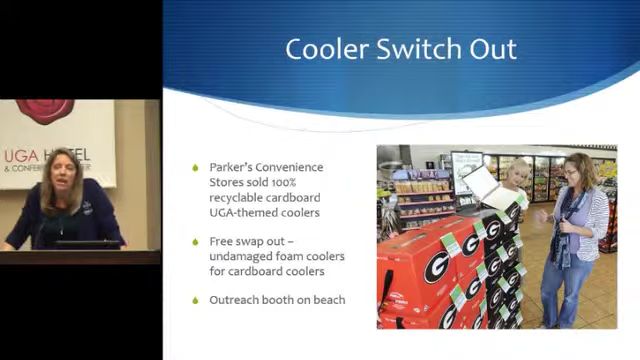 Cooler Switch Out
UGA HOTEL
& CONFERENCE CENTER
Parker's Convenience
Stores sold 100%
recyclable cardboard
UGA-themed coolers
Free swap out –
undamaged foam coolers
for cardboard coolers
Outreach booth on beach
G
G
G
G